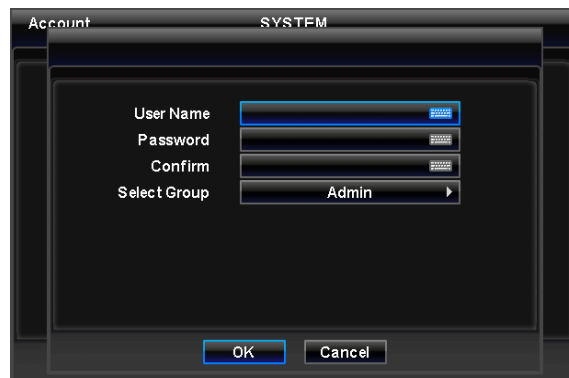 Account SYSTEM
User Name
Password
Confirm
Select Group Admin
OK Cancel